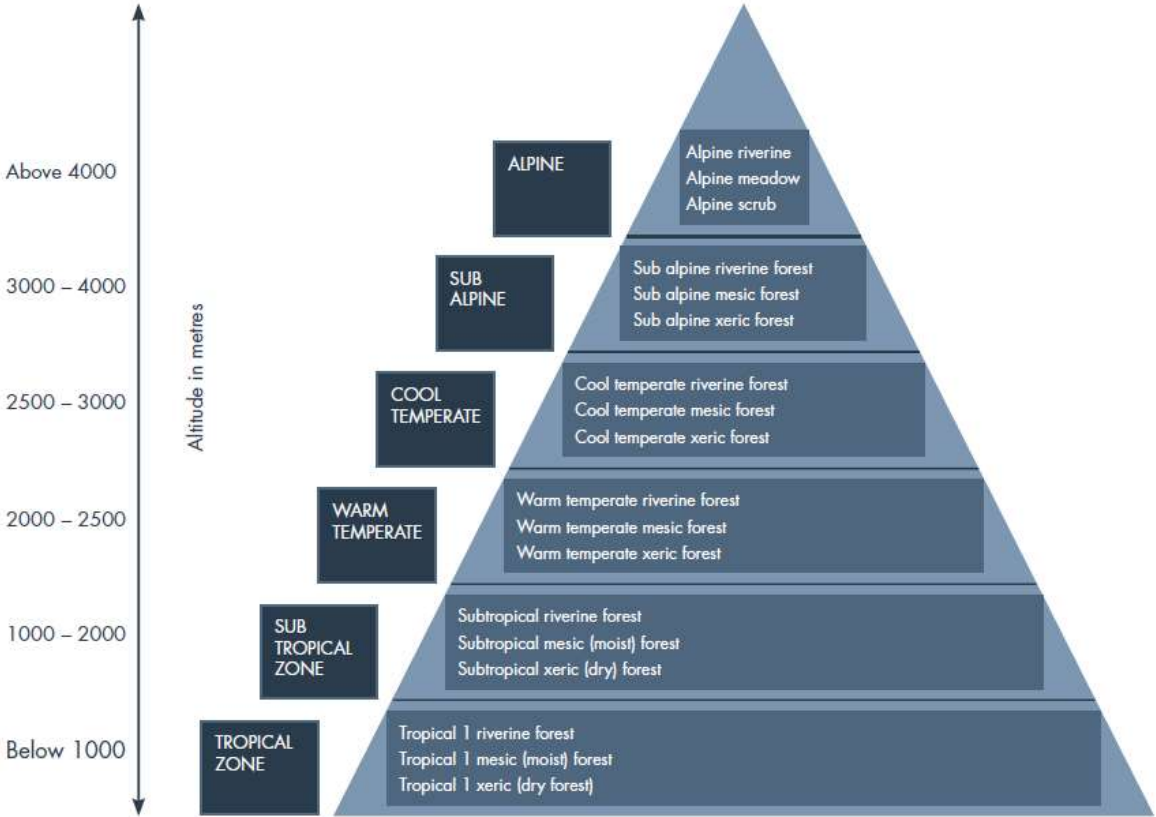 Above 4000
ALPINE
Alpine riverine
Alpine meadow
Alpine scrub
3000 – 4000
SUB
ALPINE
Sub alpine riverine forest
Sub alpine mesic forest
Sub alpine xeric forest
2500 – 3000
COOL
TEMPERATE
Cool temperate riverine forest
Cool temperate mesic forest
Cool temperate xeric forest
Altitude in metres
2000 – 2500
WARM
TEMPERATE
Warm temperate riverine forest
Warm temperate mesic forest
Warm temperate xeric forest
1000 – 2000
SUB
TROPICAL
ZONE
Subtropical riverine forest
Subtropical mesic (moist) forest
Subtropical xeric (dry) forest
Below 1000
TROPICAL
ZONE
Tropical 1 riverine forest
Tropical 1 mesic (moist) forest
Tropical 1 xeric (dry forest)